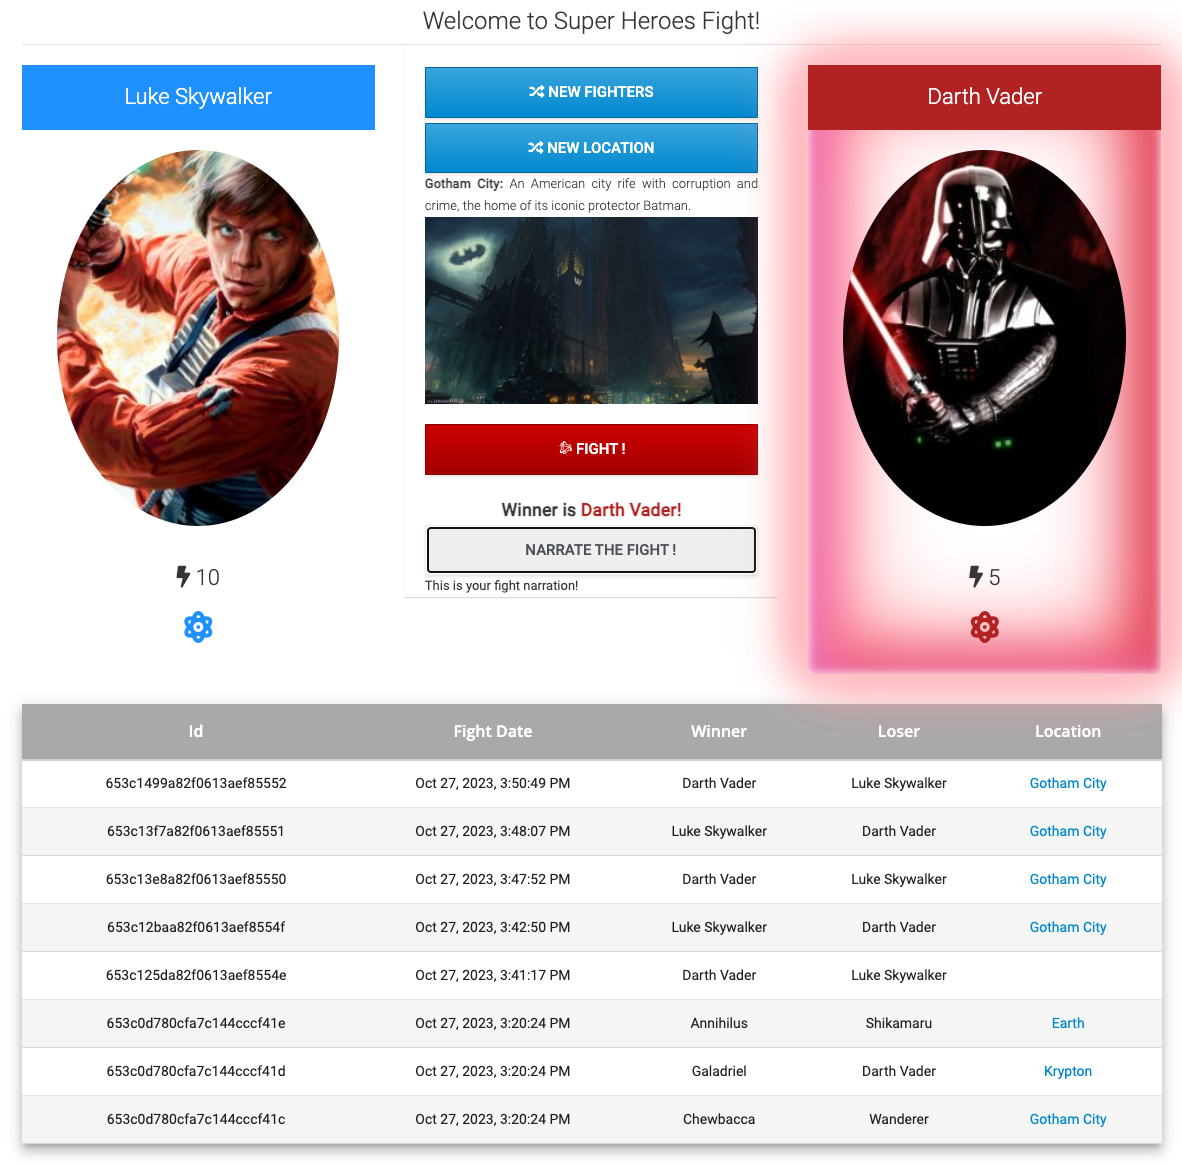 Welcome to Super Heroes Fight!
Luke Skywalker
10
NEW FIGHTERS
NEW LOCATION
Gotham City: An American city rife with corruption and
crime, the home of its iconic protector Batman.
FIGHT !
Winner is Darth Vader!
NARRATE THE FIGHT !
This is your fight narration!
Darth Vader
5
Id Fight Date Winner Loser Location
653c1499a82f0613aef85552 Oct 27, 2023, 3:50:49 PM Darth Vader Luke Skywalker Gotham City
653c13f7a82f0613aef85551 Oct 27, 2023, 3:48:07 PM Luke Skywalker Darth Vader Gotham City
653c13e8a82f0613aef85550 Oct 27, 2023, 3:47:52 PM Darth Vader Luke Skywalker Gotham City
653c12baa82f0613aef8554f Oct 27, 2023, 3:42:50 PM Luke Skywalker Darth Vader Gotham City
653c125da82f0613aef8554e Oct 27, 2023, 3:41:17 PM Darth Vader Luke Skywalker
653c0d780cfa7c144cccf41e Oct 27, 2023, 3:20:24 PM Annihilus Shikamaru Earth
653c0d780cfa7c144cccf41d Oct 27, 2023, 3:20:24 PM Galadriel Darth Vader Krypton
653c0d780cfa7c144cccf41c Oct 27, 2023, 3:20:24 PM Chewbacca Wanderer Gotham City